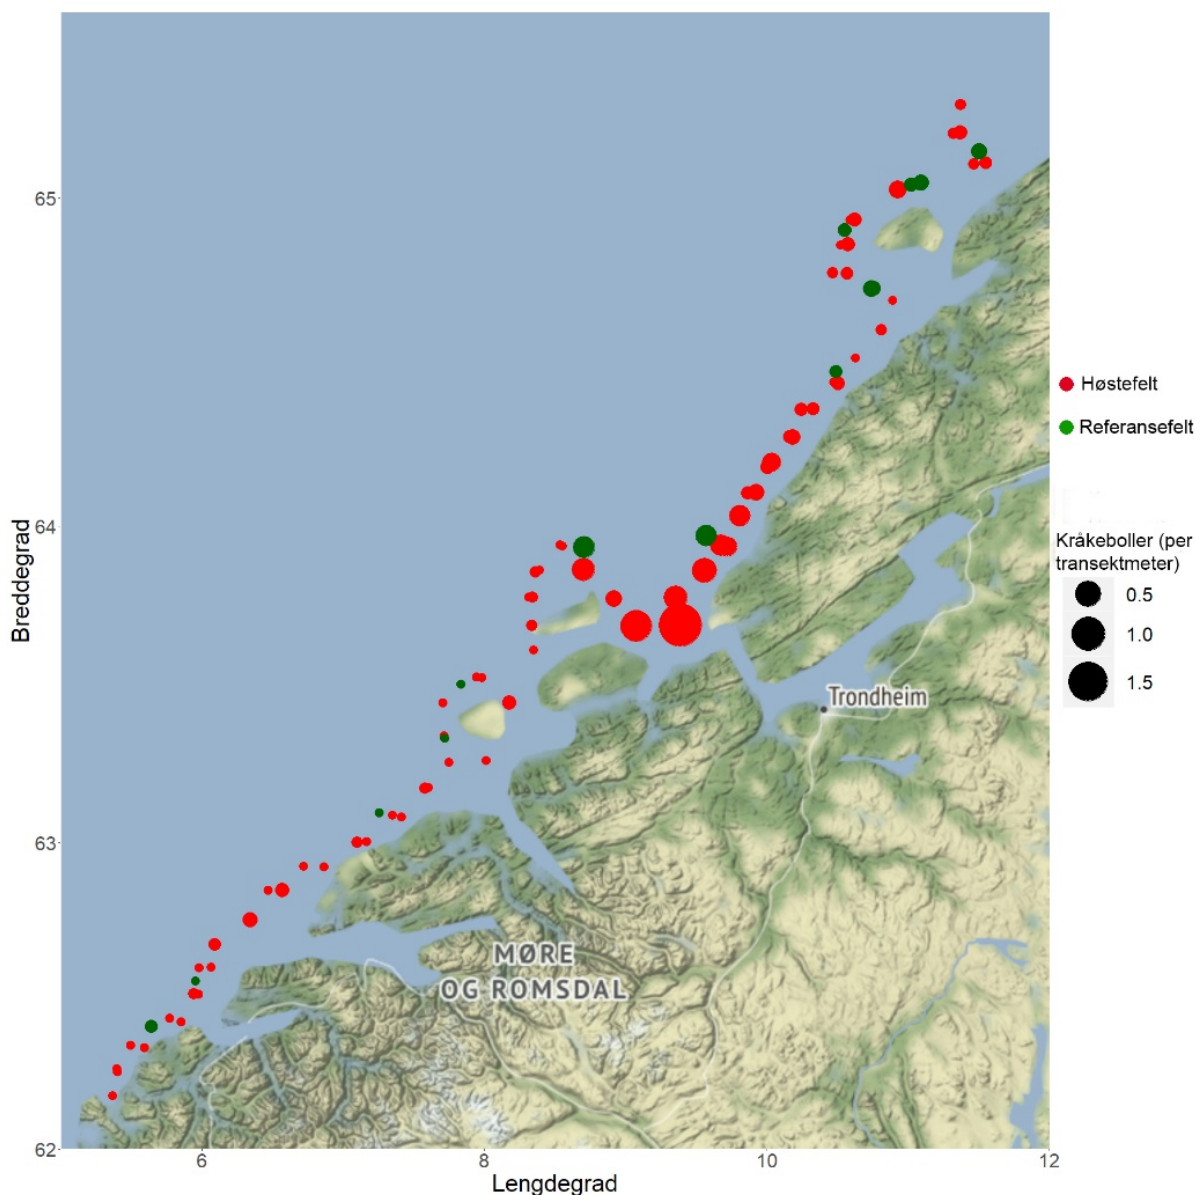 65
64
63
62
Breddegrad
6
8
10
12
Lengdegrad
Trondheim
MØRE
OG ROMSDAL
Høstefelt
Referansefelt
Kråkeboller (per
transektmeter)
0.5
1.0
1.5